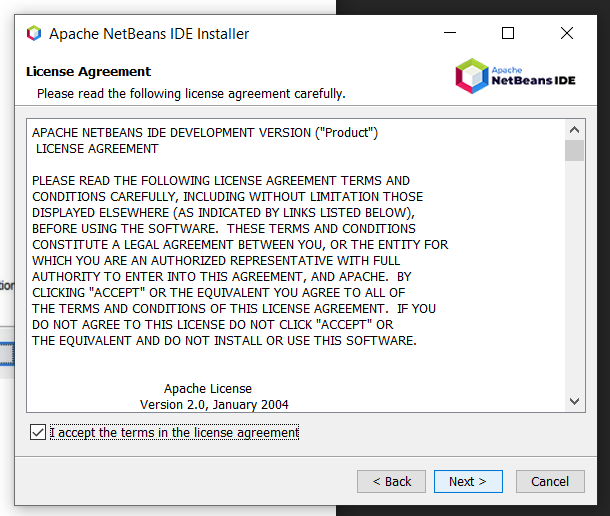 Apache NetBeans IDE Installer
License Agreement
Please read the following license agreement carefully.
Apache
NetBeans IDE
APACHE NETBEANS IDE DEVELOPMENT VERSION ("Product")
LICENSE AGREEMENT
PLEASE READ THE FOLLOWING LICENSE AGREEMENT TERMS AND
CONDITIONS CAREFULLY, INCLUDING WITHOUT LIMITATION THOSE
DISPLAYED ELSEWHERE (AS INDICATED BY LINKS LISTED BELOW),
BEFORE USING THE SOFTWARE.  THESE TERMS AND CONDITIONS
CONSTITUTE A LEGAL AGREEMENT BETWEEN YOU, OR THE ENTITY FOR
WHICH YOU ARE AN AUTHORIZED REPRESENTATIVE WITH FULL
AUTHORITY TO ENTER INTO THIS AGREEMENT, AND APACHE.  BY
CLICKING "ACCEPT" OR THE EQUIVALENT YOU AGREE TO ALL OF
THE TERMS AND CONDITIONS OF THIS LICENSE AGREEMENT.  IF YOU
DO NOT AGREE TO THIS LICENSE DO NOT CLICK "ACCEPT" OR
THE EQUIVALENT AND DO NOT INSTALL OR USE THIS SOFTWARE.
Apache License
Version 2.0, January 2004
I accept the terms in the license agreement
< Back
Next >
Cancel